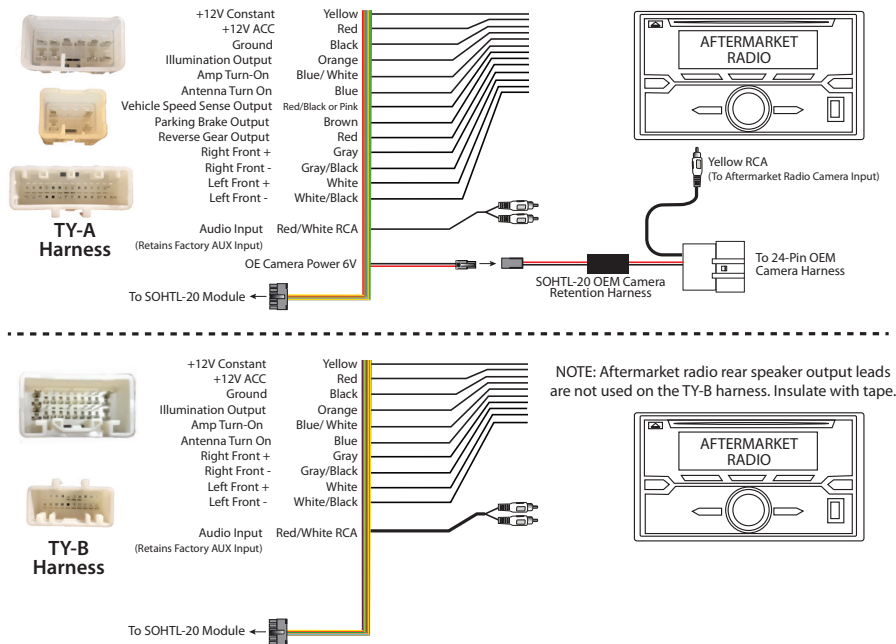 +12V Constant Yellow
+12V ACC Red
Ground Black
Illumination Output Orange
Amp Turn-On Blue/ White
Antenna Turn On Blue
Vehicle Speed Sense Output Red/Black or Pink
Parking Brake Output Brown
Reverse Gear Output Red
Right Front + Gray
Right Front - Gray/Black
Left Front + White
Left Front - White/Black
Audio Input Red/White RCA
(Retains Factory AUX Input)
OE Camera Power 6V
To SOHTL-20 Module
TY-A
Harness
AFTERMARKET
RADIO
Yellow RCA
(To Aftermarket Radio Camera Input)
SOHTL-20 OEM Camera
Retention Harness
To 24-Pin OEM
Camera Harness
+12V Constant Yellow
+12V ACC Red
Ground Black
Illumination Output Orange
Amp Turn-On Blue/ White
Antenna Turn On Blue
Right Front + Gray
Right Front - Gray/Black
Left Front + White
Left Front - White/Black
Audio Input Red/White RCA
(Retains Factory AUX Input)
To SOHTL-20 Module
TY-B
Harness
NOTE: Aftermarket radio rear speaker output leads
are not used on the TY-B harness. Insulate with tape.
AFTERMARKET
RADIO